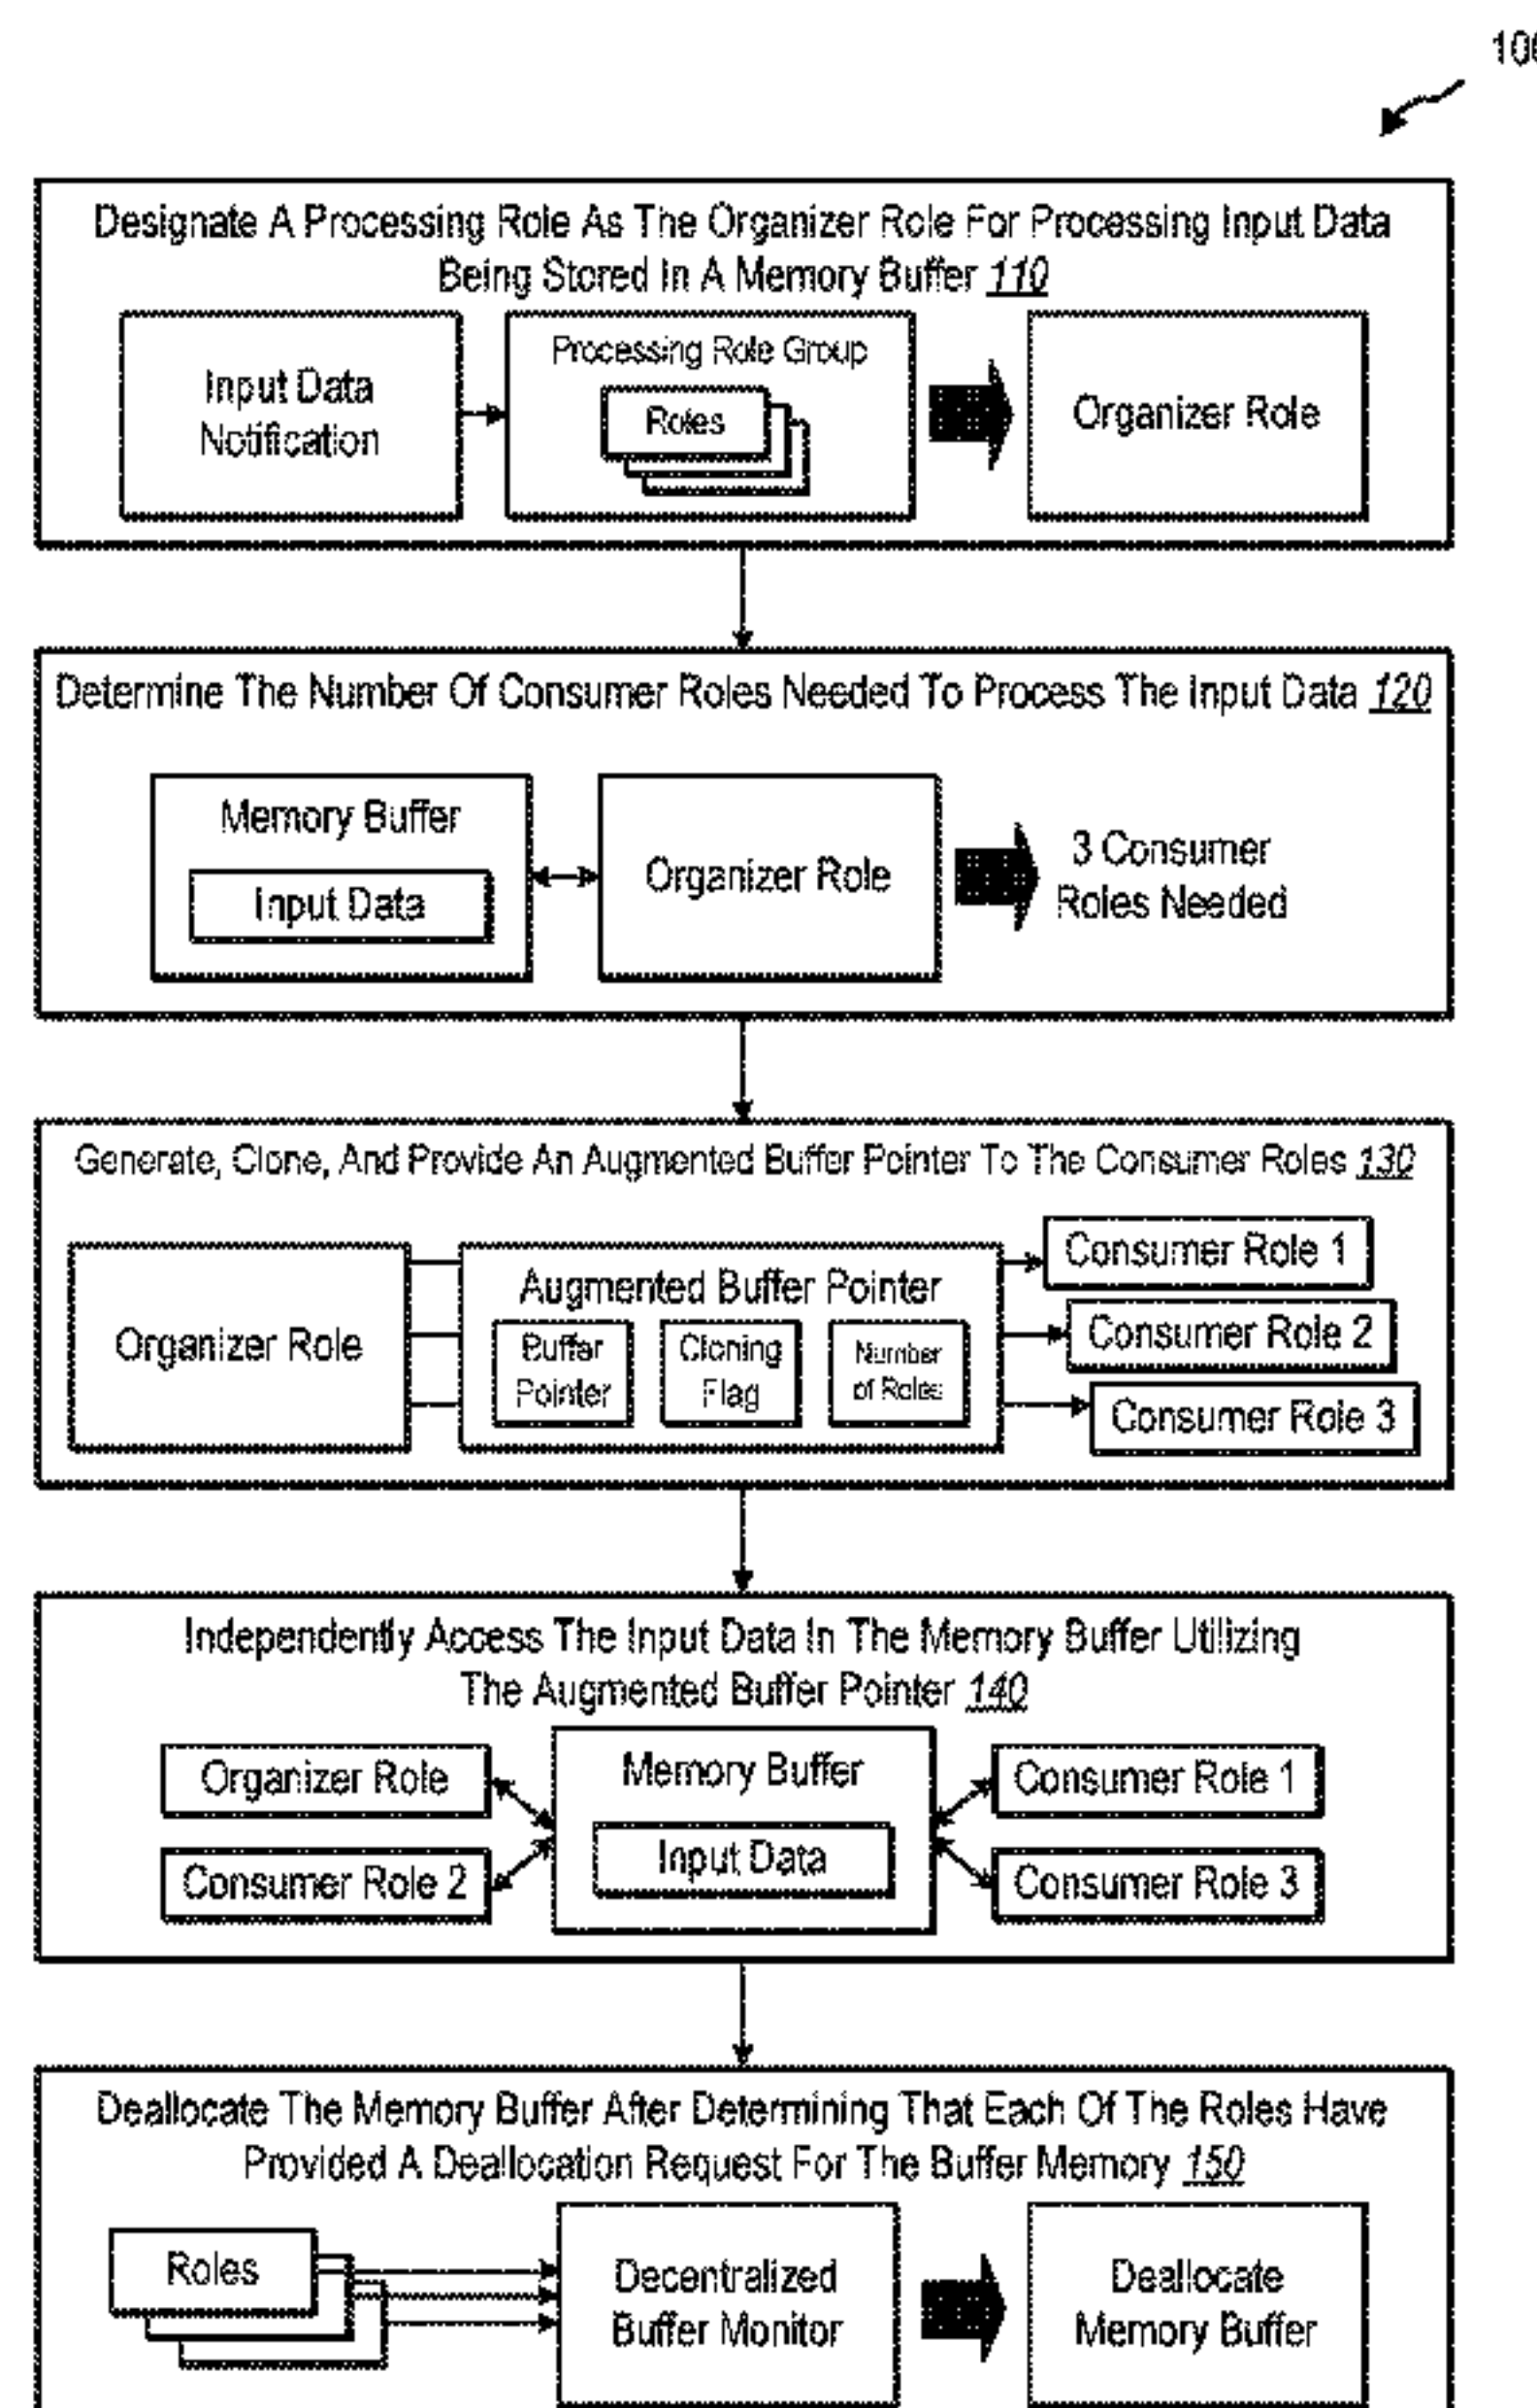 100
Designate A Processing Role As The Organizer Role For Processing Input Data
Being Stored In A Memory Buffer 110
Input Data
Notification
Processing Role Group
Roles
Organizer Role
Determine The Number Of Consumer Roles Needed To Process The Input Data 120
Memory Buffer
Input Data
Organizer Role
3 Consumer
Roles Needed
Generate, Clone, And Provide An Augmented Buffer Pointer To The Consumer Roles 130
Organizer Role
Augmented Buffer Pointer
Buffer
Pointer
Cloning
Flag
Number
of Roles
Consumer Role 1
Consumer Role 2
Consumer Role 3
Independently Access The Input Data In The Memory Buffer Utilizing
The Augmented Buffer Pointer 140
Organizer Role
Consumer Role 2
Memory Buffer
Input Data
Consumer Role 1
Consumer Role 3
Deallocate The Memory Buffer After Determining That Each Of The Roles Have
Provided A Deallocation Request For The Buffer Memory 150
Roles
Decentralized
Buffer Monitor
Deallocate
Memory Buffer